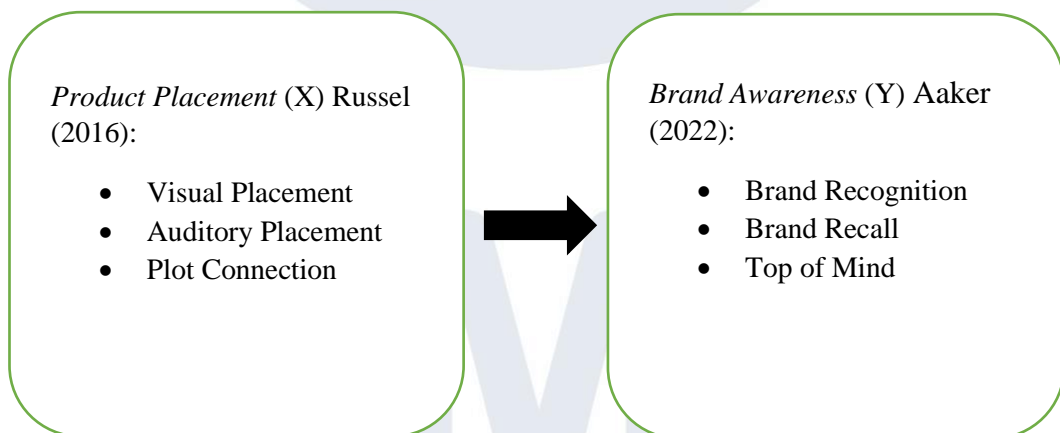 Product Placement (X) Russel
(2016):
• Visual Placement
• Auditory Placement
• Plot Connection
Brand Awareness (Y) Aaker
(2022):
• Brand Recognition
• Brand Recall
• Top of Mind